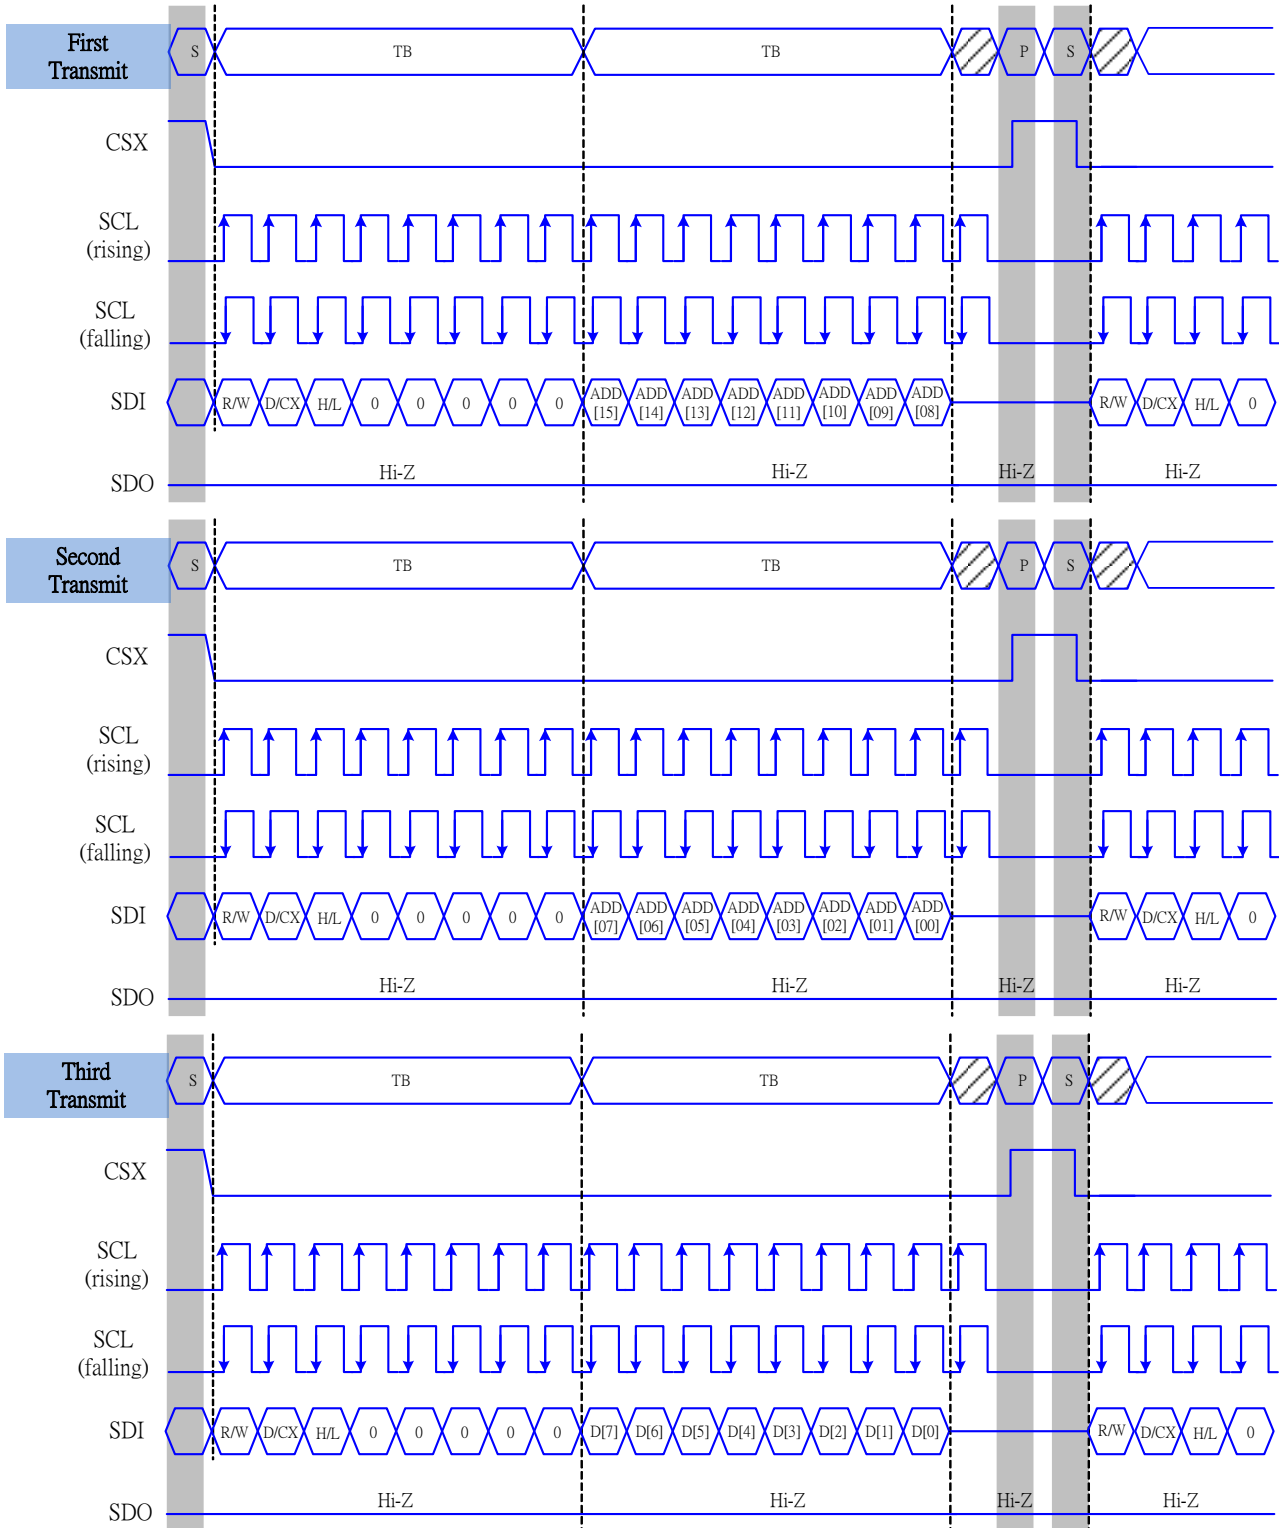 First
Transmit
S TB TB P S
CSX
SCL
(rising)
SCL
(falling)
SDI R/W D/CX H/L 0 0 0 0 0 ADD [15] ADD [14] ADD [13] ADD [12] ADD [11] ADD [10] ADD [09] ADD [08] R/W D/CX H/L 0
SDO Hi-Z Hi-Z Hi-Z Hi-Z
Second
Transmit
S TB TB P S
CSX
SCL
(rising)
SCL
(falling)
SDI R/W D/CX H/L 0 0 0 0 0 ADD [07] ADD [06] ADD [05] ADD [04] ADD [03] ADD [02] ADD [01] ADD [00] R/W D/CX H/L 0
SDO Hi-Z Hi-Z Hi-Z Hi-Z
Third
Transmit
S TB TB P S
CSX
SCL
(rising)
SCL
(falling)
SDI R/W D/CX H/L 0 0 0 0 0 D[7] D[6] D[5] D[4] D[3] D[2] D[1] D[0] R/W D/CX H/L 0
SDO Hi-Z Hi-Z Hi-Z Hi-Z